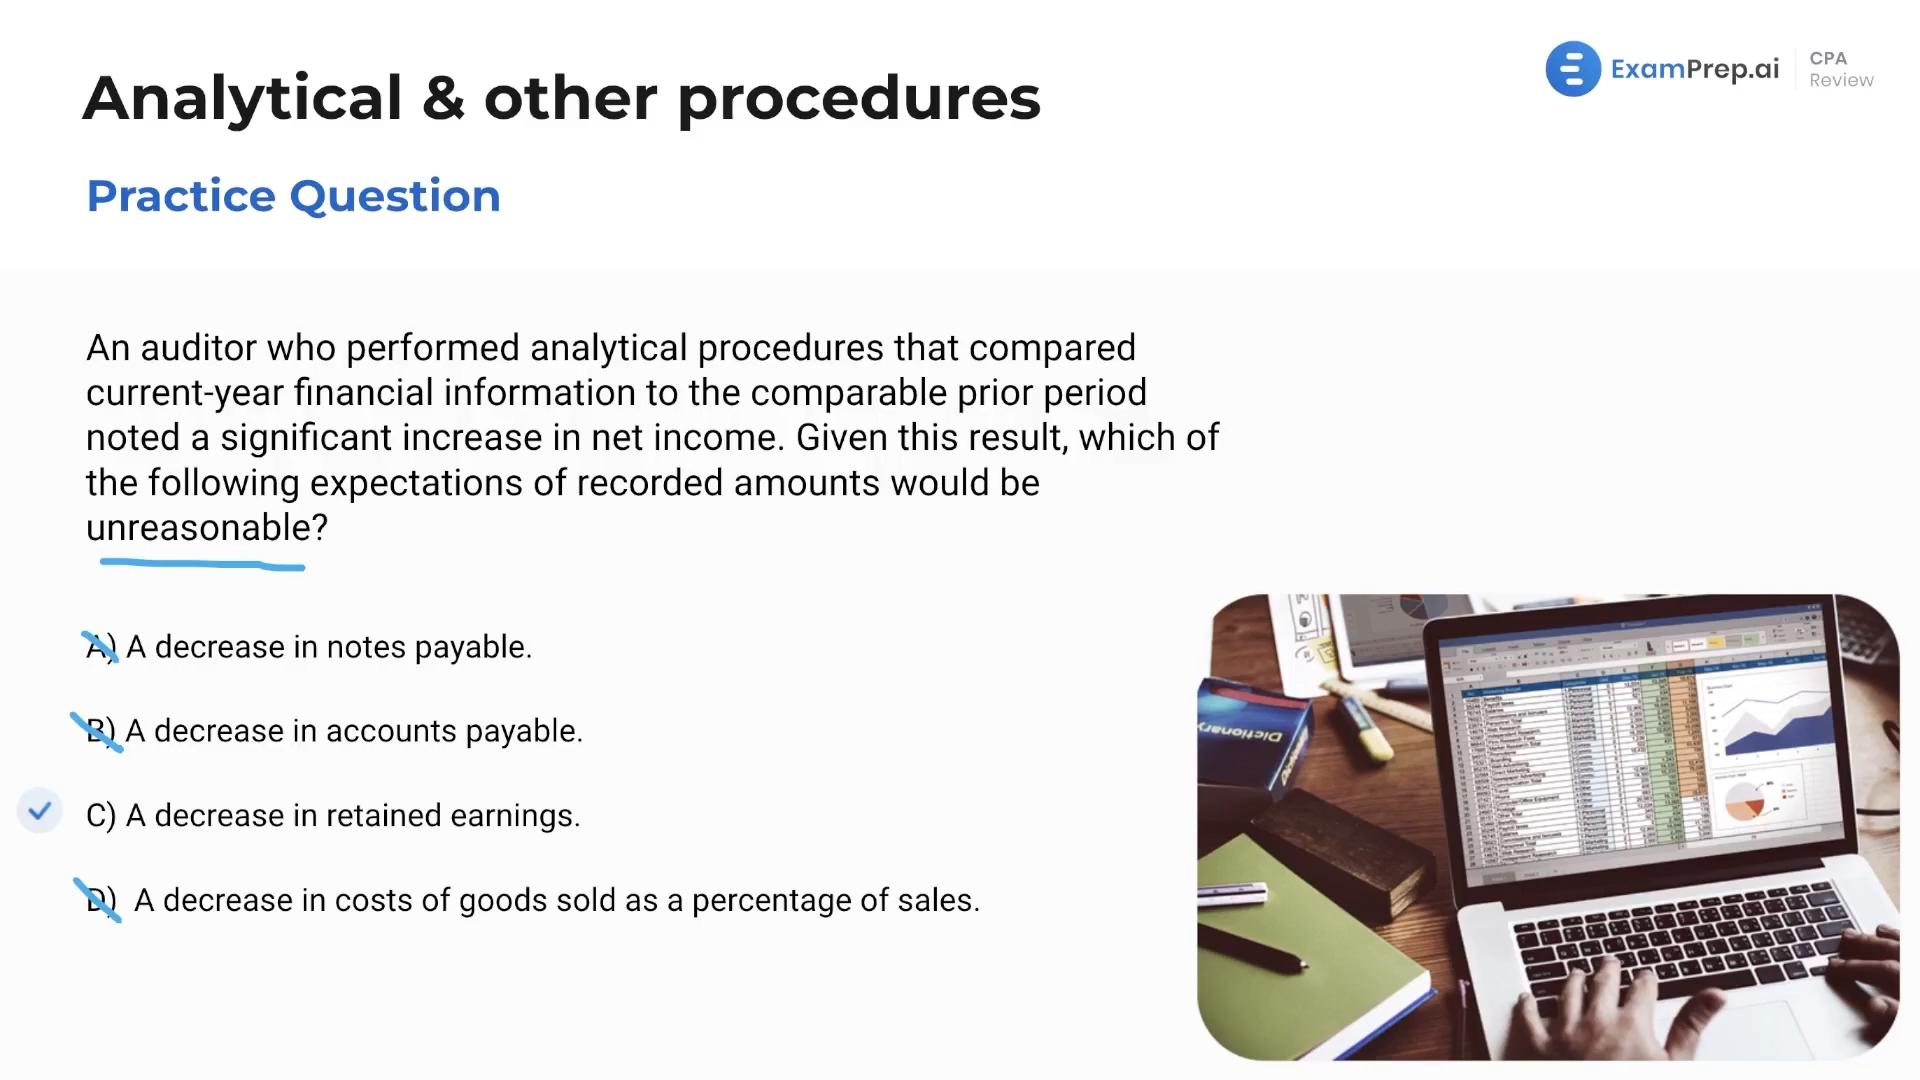 Analytical & other procedures
ExamPrep.ai
CPA
Review
Practice Question
An auditor who performed analytical procedures that compared
current-year financial information to the comparable prior period
noted a significant increase in net income. Given this result, which of
the following expectations of recorded amounts would be
unreasonable?
A) A decrease in notes payable.
B) A decrease in accounts payable.
C) A decrease in retained earnings.
D) A decrease in costs of goods sold as a percentage of sales.
Dictionary